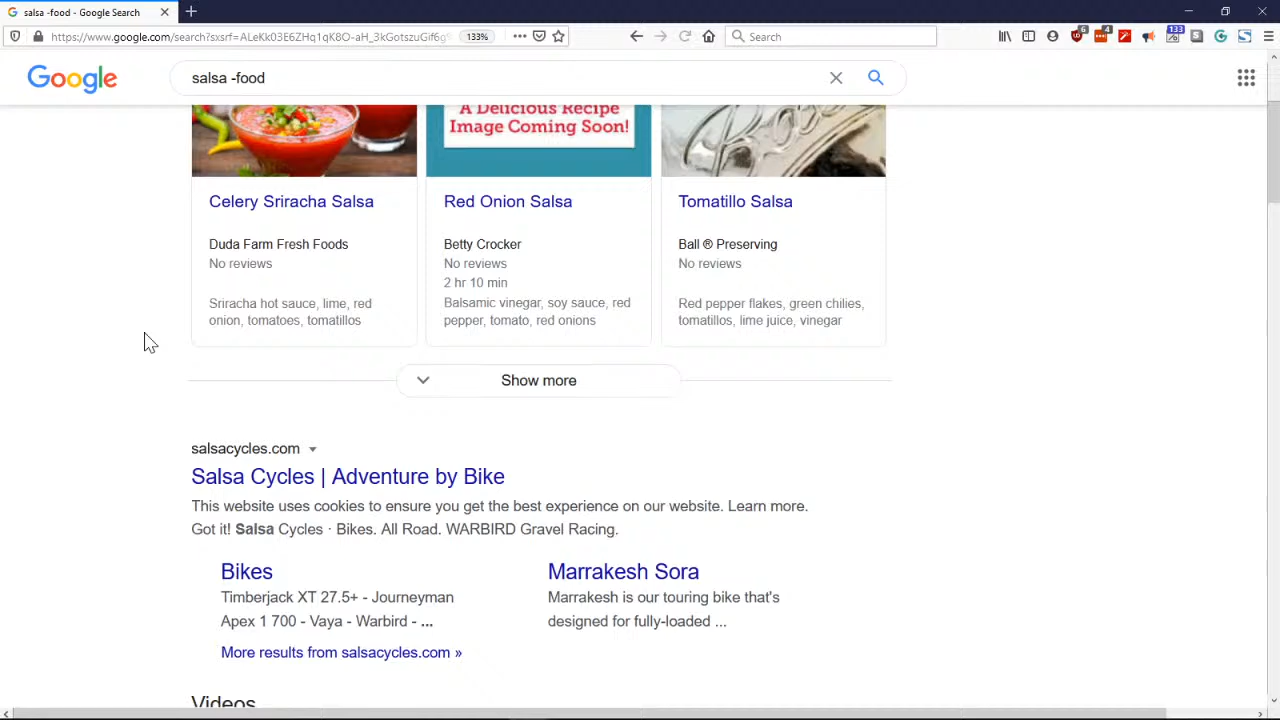 salsa -food - Google Search
https://www.google.com/search?sxsrf=ALeKk03E6ZHq1qK8O-aH_3kGotszuGif6g
133%
Search
6
4
133
Google
salsa -food
A Delicious Recipe
Image Coming Soon!
Celery Sriracha Salsa
Duda Farm Fresh Foods
No reviews
Sriracha hot sauce, lime, red
onion, tomatoes, tomatillos
Red Onion Salsa
Betty Crocker
No reviews
2 hr 10 min
Balsamic vinegar, soy sauce, red
pepper, tomato, red onions
Tomatillo Salsa
Ball ® Preserving
No reviews
Red pepper flakes, green chilies,
tomatillos, lime juice, vinegar
Show more
salsacycles.com
Salsa Cycles | Adventure by Bike
This website uses cookies to ensure you get the best experience on our website. Learn more.
Got it! Salsa Cycles · Bikes. All Road. WARBIRD Gravel Racing.
Bikes
Timberjack XT 27.5+ - Journeyman
Apex 1 700 - Vaya - Warbird - ...
Marrakesh Sora
Marrakesh is our touring bike that's
designed for fully-loaded ...
More results from salsacycles.com »
Videos